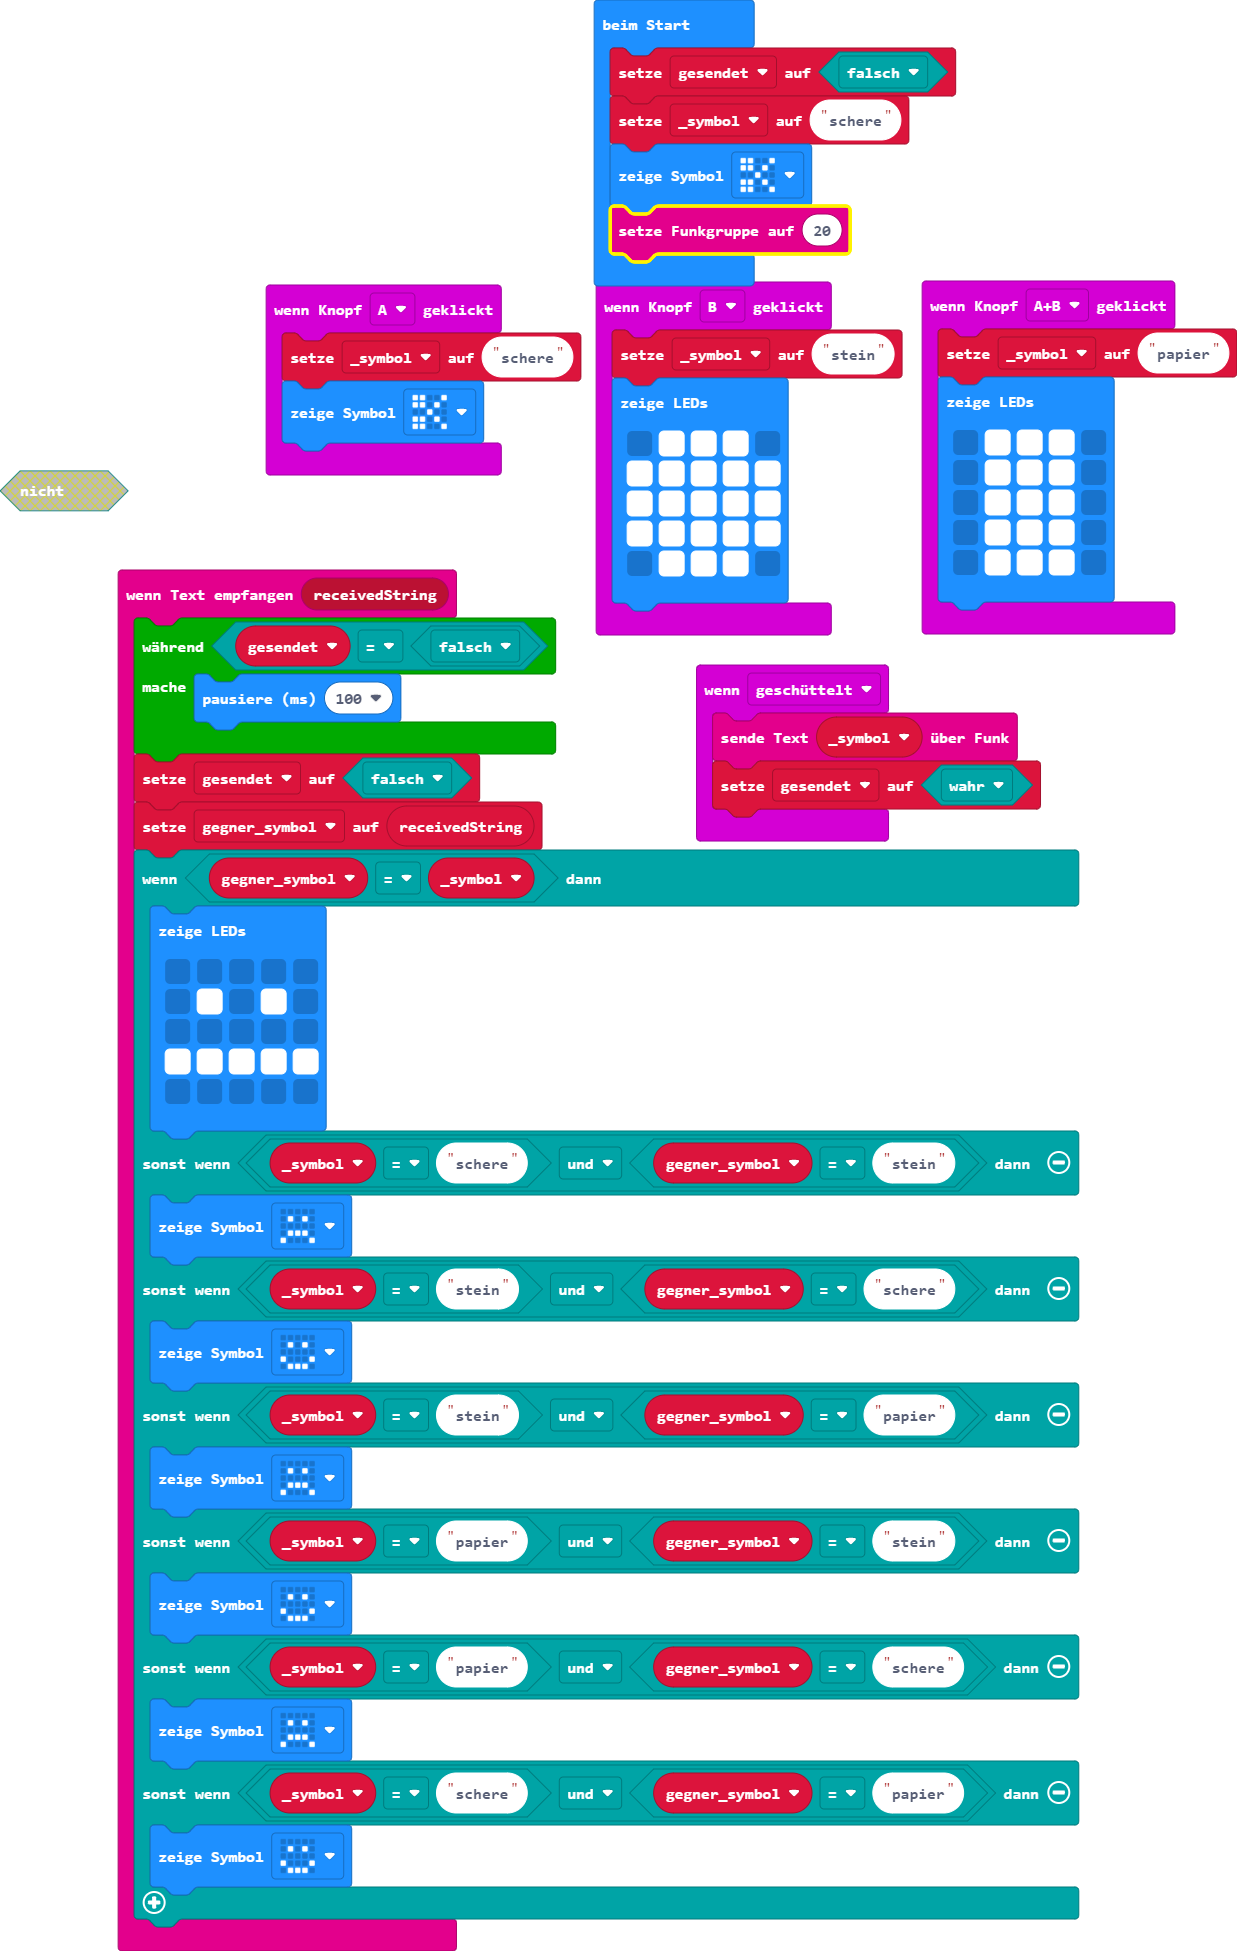 beim Start
setze gesendet auf falsch
setze _symbol auf "schere"
zeige Symbol
setze Funkgruppe auf 20
wenn Knopf A geklickt
setze _symbol auf "schere"
zeige Symbol
wenn Knopf B geklickt
setze _symbol auf "stein"
zeige LEDs
wenn Knopf A+B geklickt
setze _symbol auf "papier"
zeige LEDs
nicht
wenn Text empfangen receivedString
während gesendet = falsch
mache pausiere (ms) 100
setze gesendet auf falsch
setze gegner_symbol auf receivedString
wenn gegner_symbol = _symbol dann
zeige LEDs
sonst wenn _symbol = "schere" und gegner_symbol = "stein" dann
zeige Symbol
sonst wenn _symbol = "stein" und gegner_symbol = "schere" dann
zeige Symbol
sonst wenn _symbol = "stein" und gegner_symbol = "papier" dann
zeige Symbol
sonst wenn _symbol = "papier" und gegner_symbol = "stein" dann
zeige Symbol
sonst wenn _symbol = "papier" und gegner_symbol = "schere" dann
zeige Symbol
sonst wenn _symbol = "schere" und gegner_symbol = "papier" dann
zeige Symbol
wenn geschüttelt
sende Text _symbol über Funk
setze gesendet auf wahr